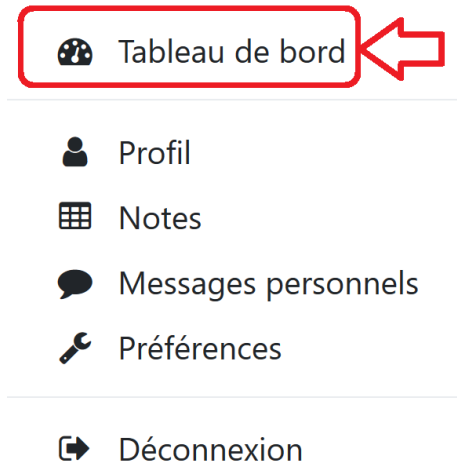 Tableau de bord
Profil
Notes
Messages personnels
Préférences
Déconnexion